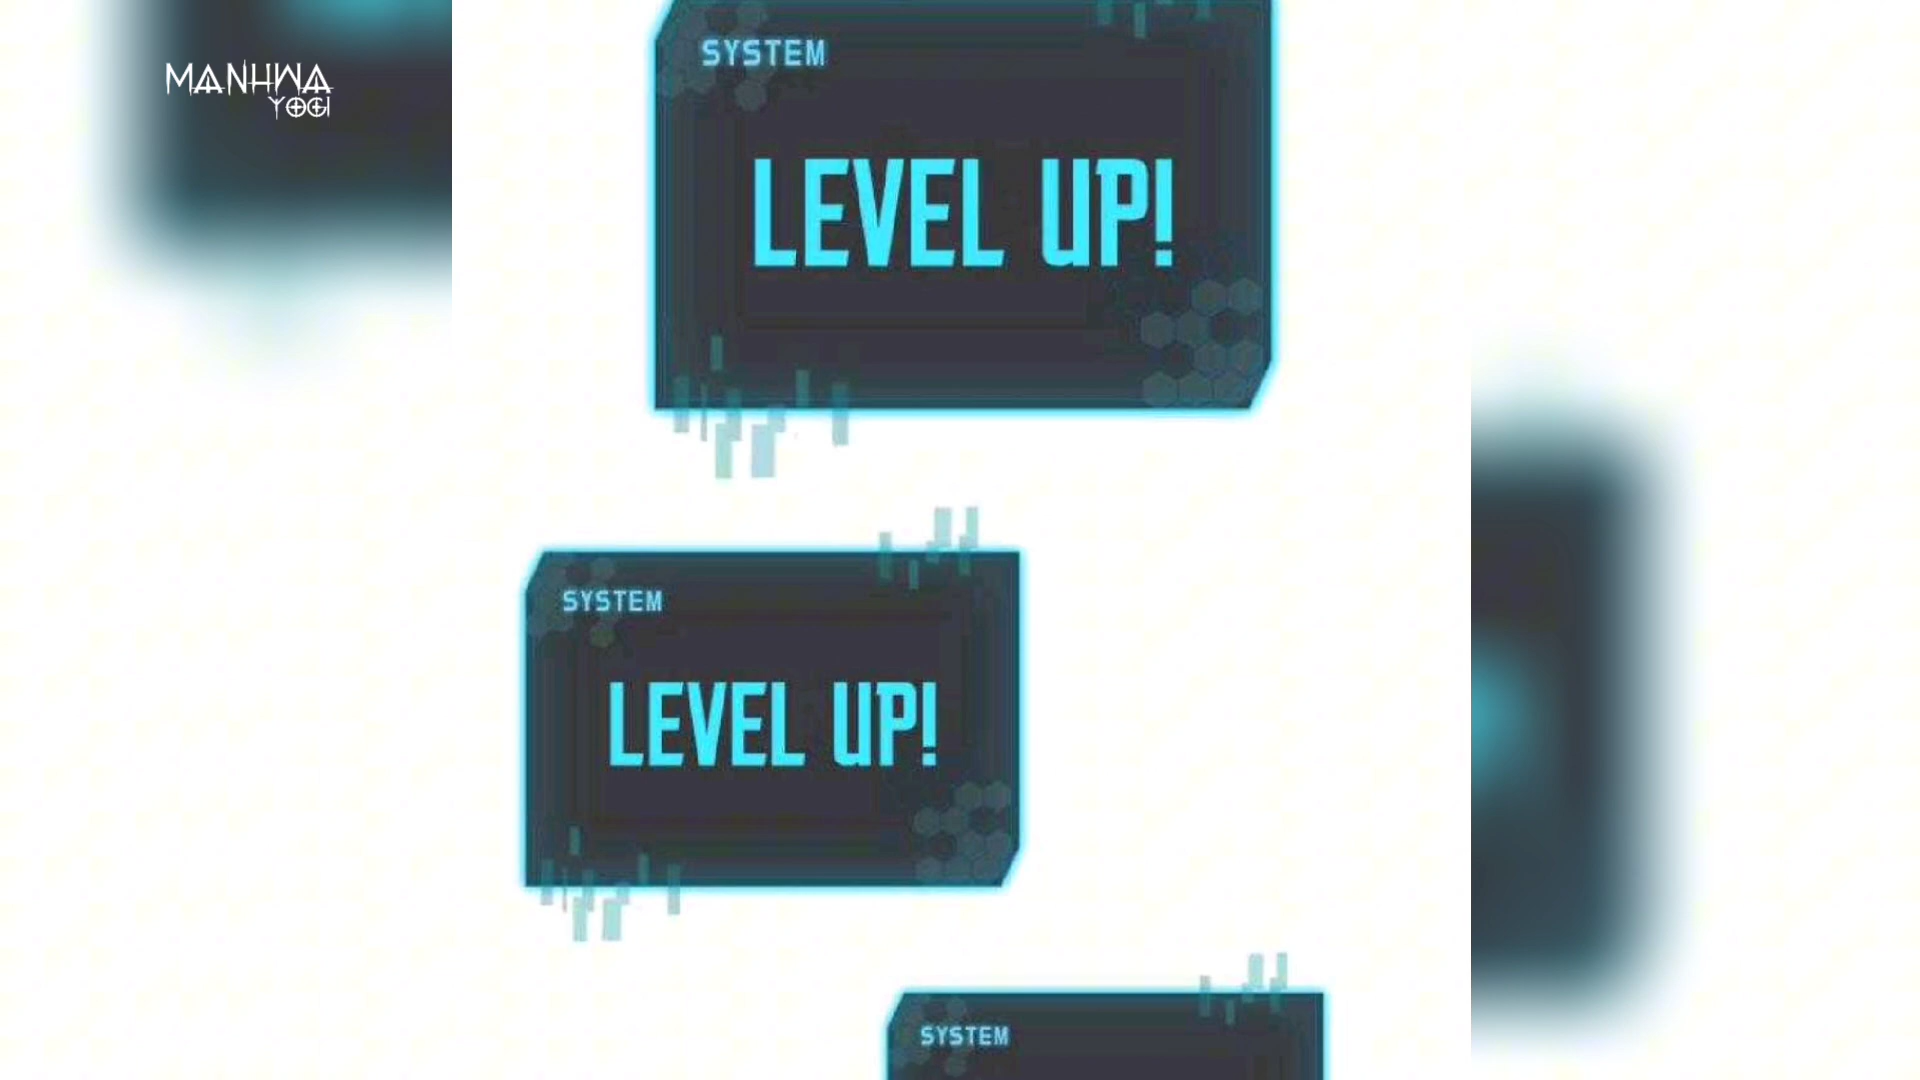 MANHWA
YOGI
SYSTEM
LEVEL UP!
SYSTEM
LEVEL UP!
SYSTEM